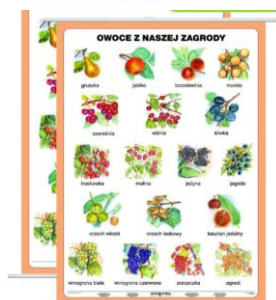 OWOCE Z NASZEJ ZAGRODY
gruszka jabłko brzoskwinia morela
czereśnia wiśnia śliwka
truskawka malina jeżyna jagoda
orzech włoski orzech laskowy kasztan jadalny
winogrona białe winogrona czerwone porzeczka agrest